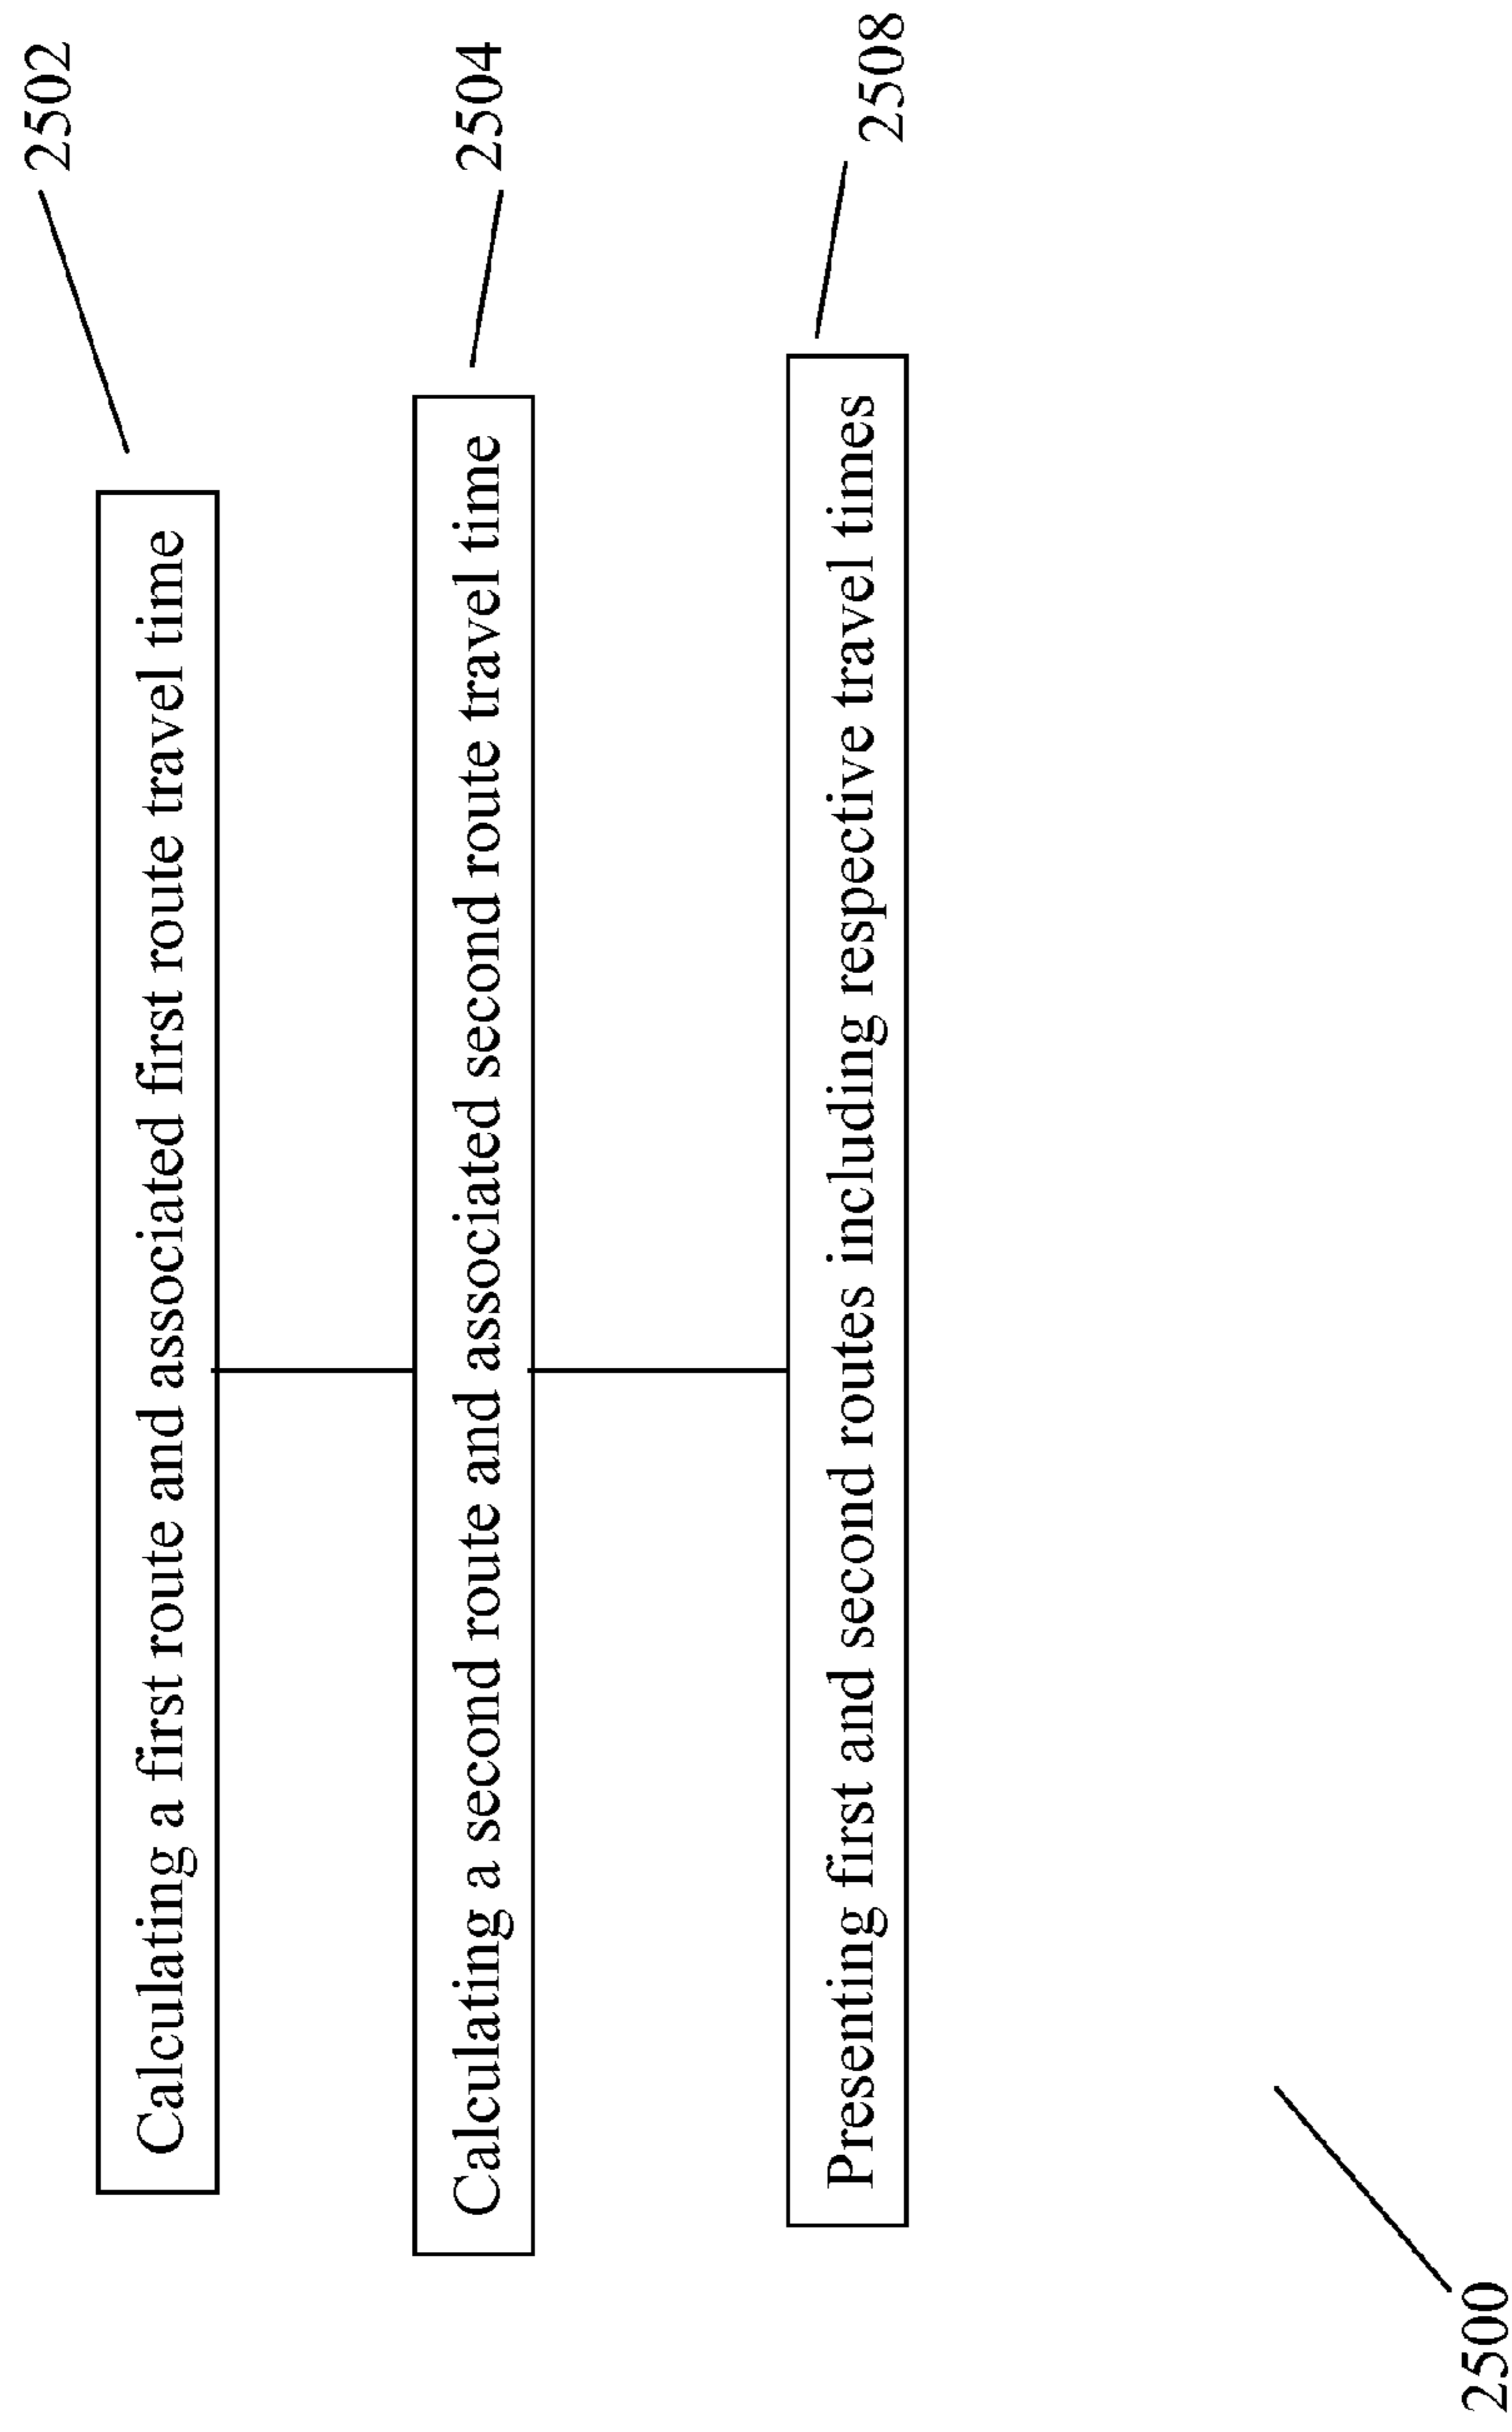 2502
Calculating a first route and associated first route travel time
2504
Calculating a second route and associated second route travel time
2508
Presenting first and second routes including respective travel times
2500